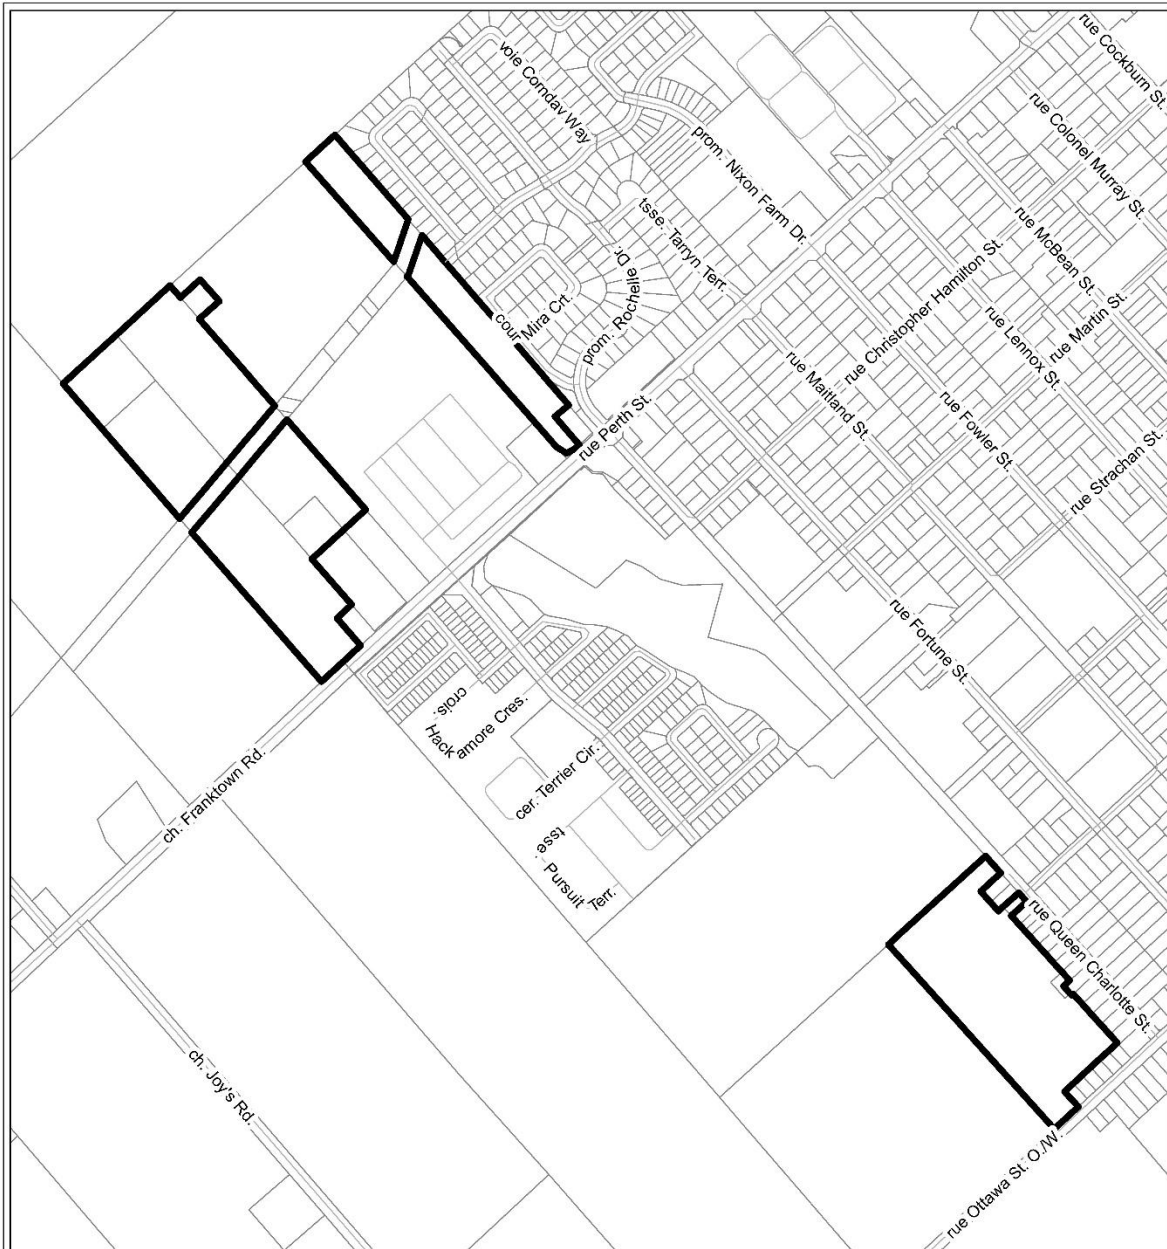 rue Cockburn St.
voie Comdav Way
rue Colonel Murray St.
prom. Nixon Farm Dr.
tsse. Tarryn Terr.
rue McBean St.
rue Christopher Hamilton St.
prom. Rochelle Dr.
cour
Mira Crt.
rue Martin St.
rue Lennox St.
rue Maitland St.
rue Perth St.
rue Fowler St.
rue Strachan St.
rue Fortune St.
crois.
Hack
amore Cres.
ch. Franktown Rd.
cer. Terrier Cir.
tsse.
Pursuit
Terr.
rue Queen Charlotte St.
ch. Joy's Rd.
rue Ottawa St. O./W.